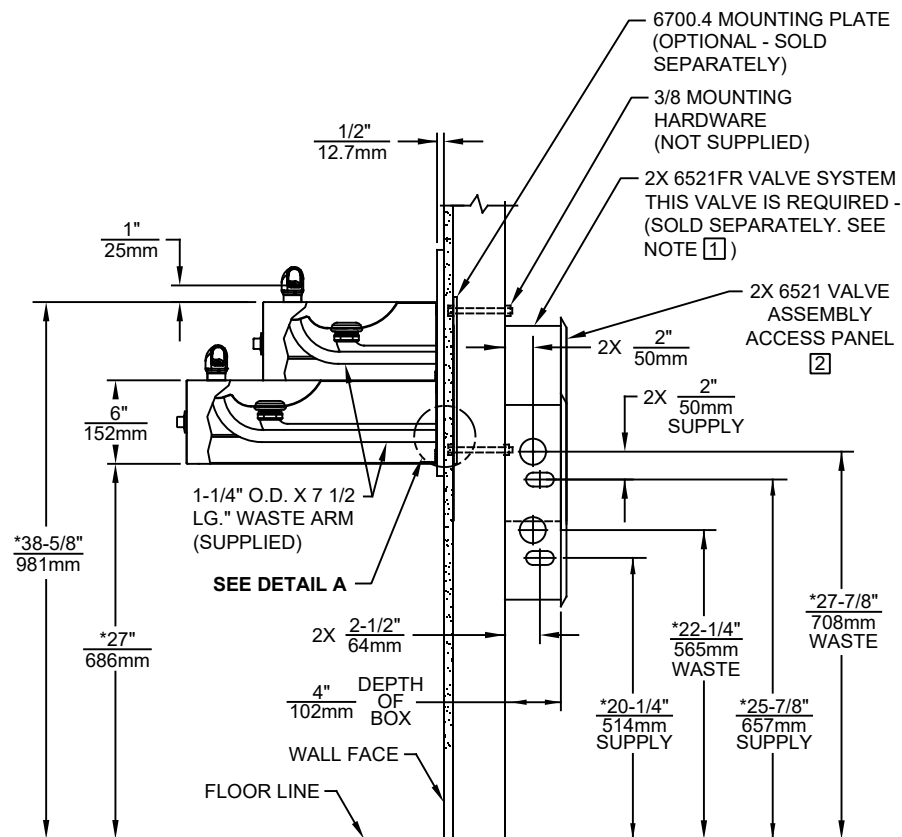 6700.4 MOUNTING PLATE
(OPTIONAL - SOLD
SEPARATELY)
3/8 MOUNTING
HARDWARE
(NOT SUPPLIED)
1/2"
12.7mm
2X 6521FR VALVE SYSTEM
THIS VALVE IS REQUIRED -
(SOLD SEPARATELY. SEE
NOTE 1 )
1"
25mm
2X 6521 VALVE
ASSEMBLY
ACCESS PANEL
2
2X 2"
50mm
2X 2"
50mm
SUPPLY
6"
152mm
1-1/4" O.D. X 7 1/2
LG." WASTE ARM
(SUPPLIED)
SEE DETAIL A
*38-5/8"
981mm
*27"
686mm
2X 2-1/2"
64mm
4"
102mm
DEPTH
OF
BOX
*20-1/4"
514mm
SUPPLY
*22-1/4"
565mm
WASTE
*25-7/8"
657mm
SUPPLY
*27-7/8"
708mm
WASTE
WALL FACE
FLOOR LINE